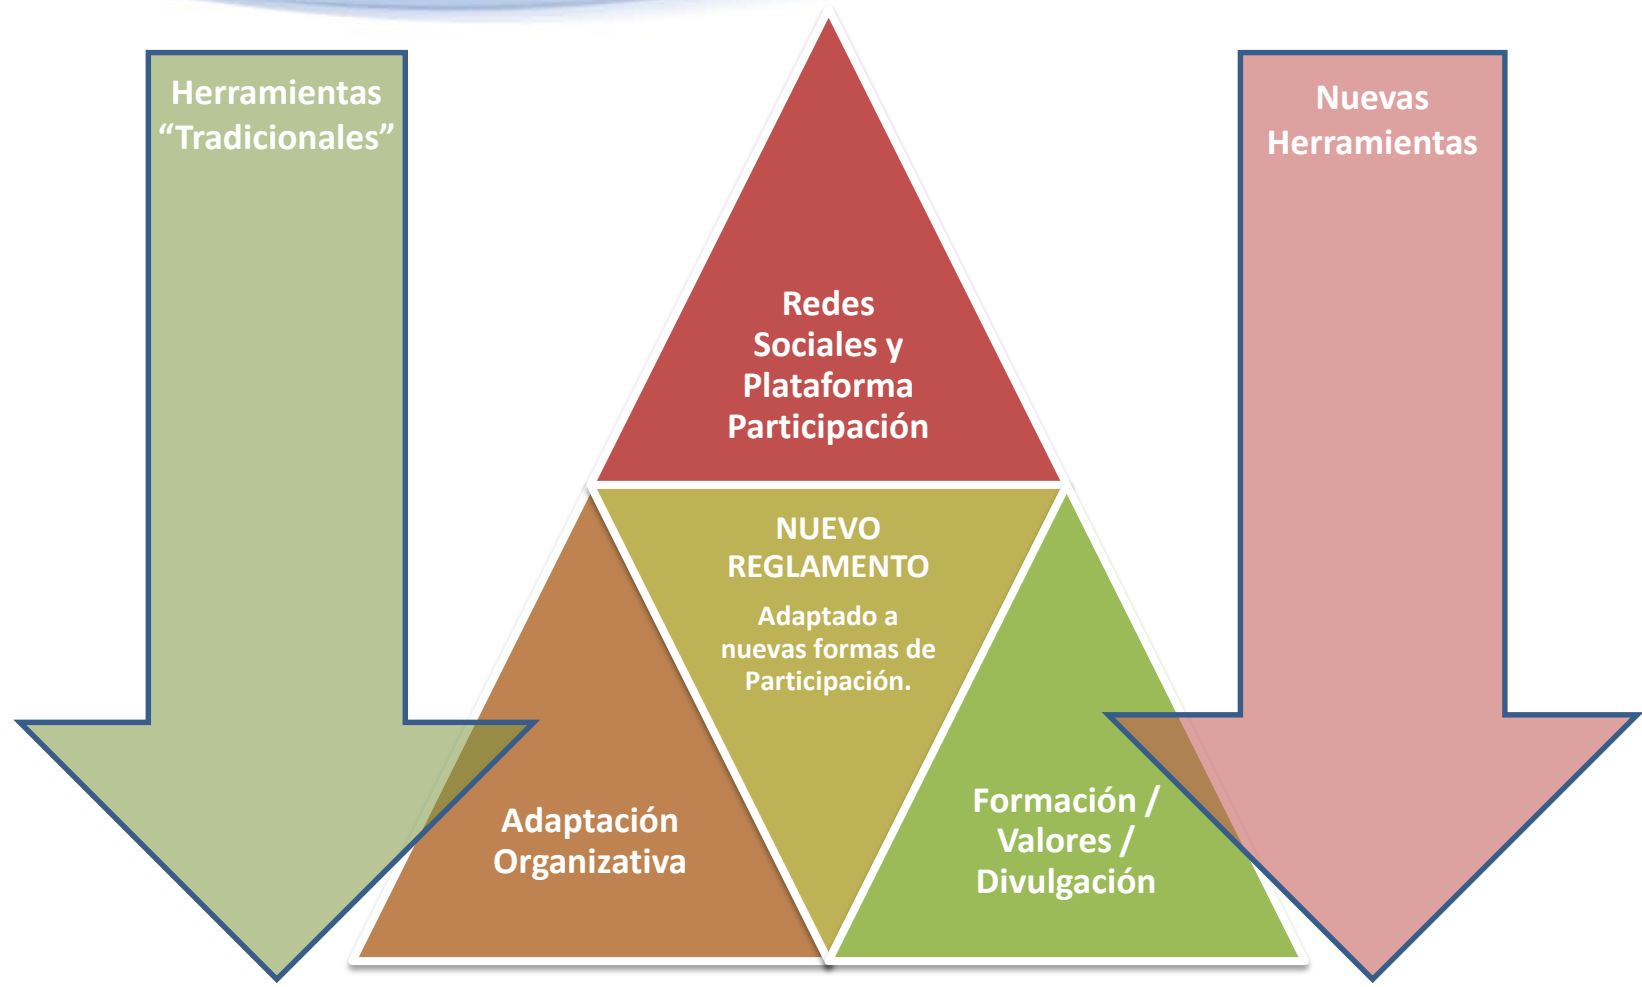 Herramientas
“Tradicionales”
Nuevas
Herramientas
Redes
Sociales y
Plataforma
Participación
NUEVO
REGLAMENTO
Adaptado a
nuevas formas de
Participación.
Adaptación
Organizativa
Formación /
Valores /
Divulgación